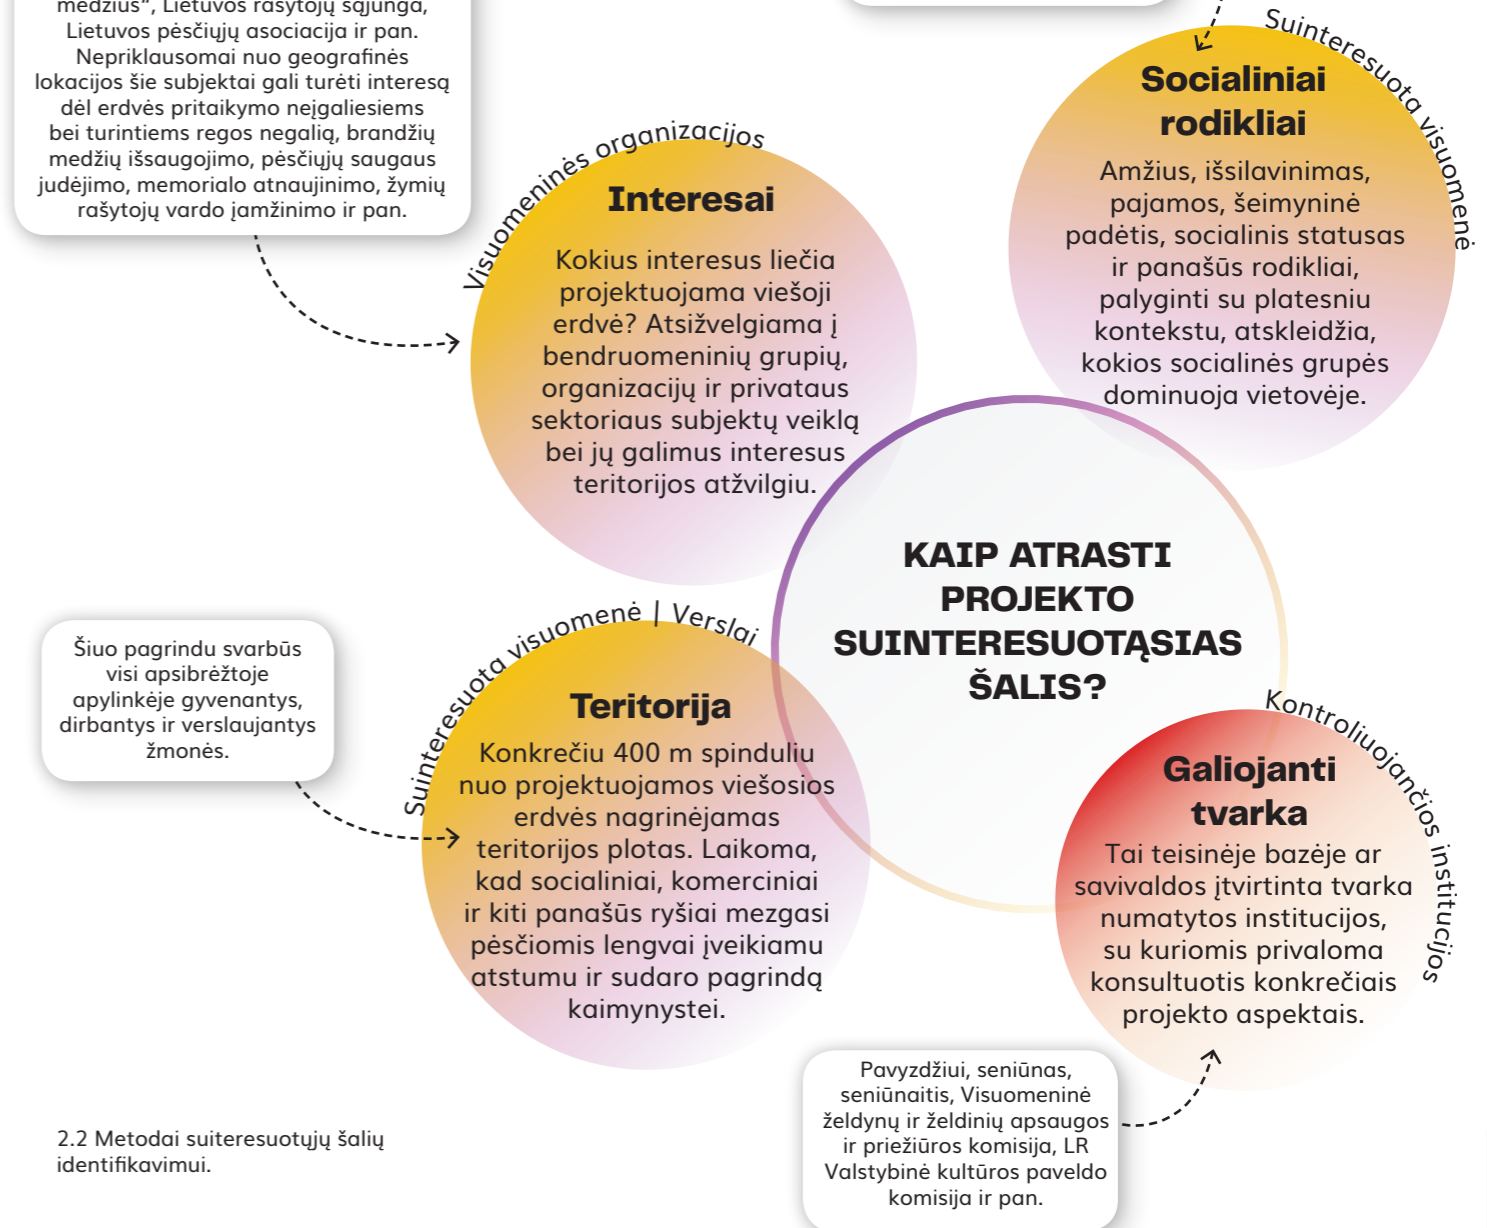 medžius“, Lietuvos rašytojų sąjunga,
Lietuvos pėsčiųjų asociacija ir pan.
Nepriklausomai nuo geografinės
lokacijos šie subjektai gali turėti interesą
dėl erdvės pritaikymo neįgaliesiems
bei turintiems regos negalią, brandžių
medžių išsaugojimo, pėsčiųjų saugaus
judėjimo, memorialo atnaujinimo, žymių
rašytojų vardo įamžinimo ir pan.
Visuomeninės organizacijos
Interesai
Kokius interesus liečia
projektuojama viešoji
erdvė? Atsižvelgiama į
bendruomeninių grupių,
organizacijų ir privataus
sektoriaus subjektų veiklą
bei jų galimus interesus
teritorijos atžvilgiu.
Suinteresuota visuomenė
Socialiniai
rodikliai
Amžius, išsilavinimas,
pajamos, šeimyninė
padėtis, socialinis statusas
ir panašūs rodikliai,
palyginti su platesniu
kontekstu, atskleidžia,
kokios socialinės grupės
dominuoja vietovėje.
KAIP ATRASTI
PROJEKTO
SUINTERESUOTĄSIAS
ŠALIS?
Šiuo pagrindu svarbūs
visi apsibrėžtoje
apylinkėje gyvenantys,
dirbantys ir verslaujantys
žmonės.
Suinteresuota visuomenė | Verslai
Teritorija
Konkrečiu 400 m spinduliu
nuo projektuojamos viešosios
erdvės nagrinėjamas
teritorijos plotas. Laikoma,
kad socialiniai, komerciniai
ir kiti panašūs ryšiai mezgasi
pėsčiomis lengvai įveikiamu
atstumu ir sudaro pagrindą
kaimynystei.
Kontroliuojančios institucijos
Galiojanti
tvarka
Tai teisinėje bazėje ar
savivaldos įtvirtinta tvarka
numatytos institucijos,
su kuriomis privaloma
konsultuotis konkrečiais
projekto aspektais.
Pavyzdžiui, seniūnas,
seniūnaitis, Visuomeninė
želdynų ir želdinių apsaugos
ir priežiūros komisija, LR
Valstybinė kultūros paveldo
komisija ir pan.
2.2 Metodai suiteresuotųjų šalių
identifikavimui.